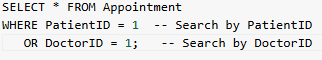 SELECT * FROM Appointment
WHERE PatientID = 1  -- Search by PatientID
   OR DoctorID = 1;   -- Search by DoctorID